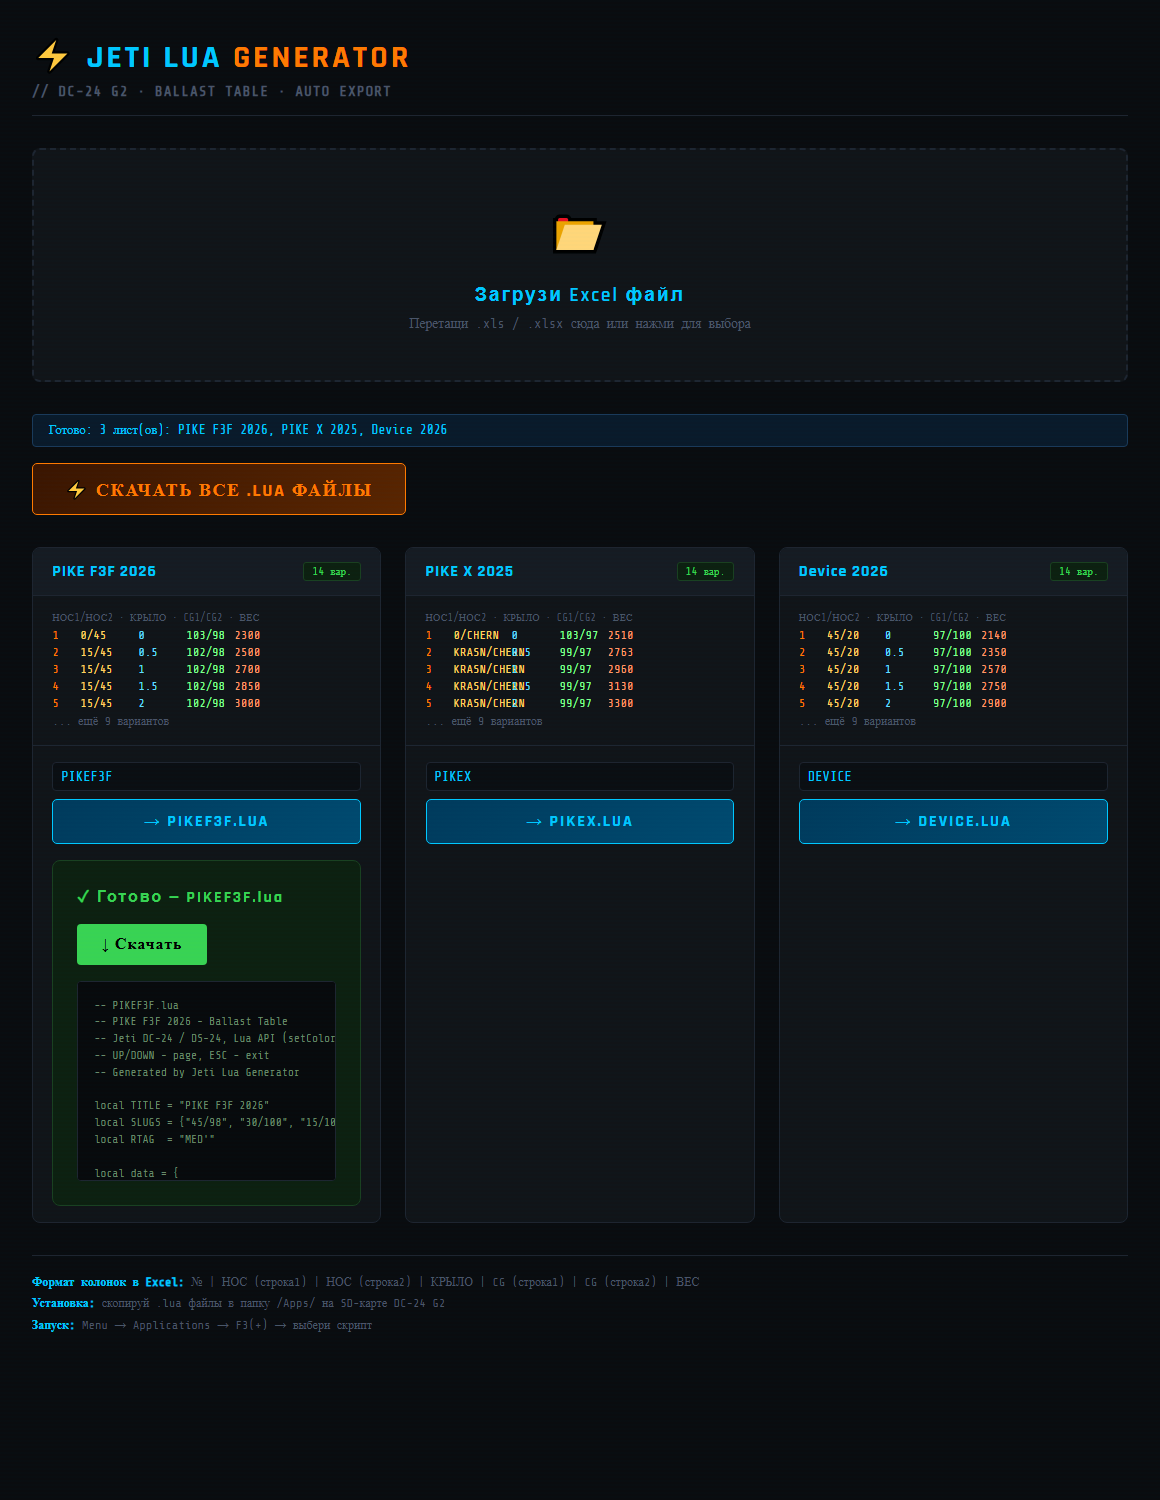 JETI LUA GENERATOR
// DC-24 G2 · BALLAST TABLE · AUTO EXPORT
Загрузи Excel файл
Перетащи .xls / .xlsx сюда или нажми для выбора
Готово: 3 лист(ов): PIKE F3F 2026, PIKE X 2025, Device 2026
СКАЧАТЬ ВСЕ .LUA ФАЙЛЫ
PIKE F3F 2026 14 вар.
НОС1/НОС2 · КРЫЛО · CG1/CG2 · ВЕС
1 0/45 0 103/98 2300
2 15/45 0.5 102/98 2500
3 15/45 1 102/98 2700
4 15/45 1.5 102/98 2850
5 15/45 2 102/98 3000
... ещё 9 вариантов
PIKEF3F
→ PIKEF3F.LUA
✓ Готово — PIKEF3F.lua
↓ Скачать
-- PIKEF3F.lua
-- PIKE F3F 2026 - Ballast Table
-- Jeti DC-24 / DS-24, Lua API (setColor
-- UP/DOWN - page, ESC - exit
-- Generated by Jeti Lua Generator
local TITLE = "PIKE F3F 2026"
local SLUGS = {"45/98", "30/100", "15/10
local RTAG = "MED'"
local data = {
PIKE X 2025 14 вар.
НОС1/НОС2 · КРЫЛО · CG1/CG2 · ВЕС
1 0/CHERN 0 103/97 2510
2 KRASN/CHERN 99/97 2763
3 KRASN/CHERN 99/97 2960
4 KRASN/CHERN 99/97 3130
5 KRASN/CHERN 99/97 3300
... ещё 9 вариантов
PIKEX
→ PIKEX.LUA
Device 2026 14 вар.
НОС1/НОС2 · КРЫЛО · CG1/CG2 · ВЕС
1 45/20 0 97/100 2140
2 45/20 0.5 97/100 2350
3 45/20 1 97/100 2570
4 45/20 1.5 97/100 2750
5 45/20 2 97/100 2900
... ещё 9 вариантов
DEVICE
→ DEVICE.LUA
Формат колонок в Excel: № | НОС (строка1) | НОС (строка2) | КРЫЛО | CG (строка1) | CG (строка2) | ВЕС
Установка: скопируй .lua файлы в папку /Apps/ на SD-карте DC-24 G2
Запуск: Menu → Applications → F3(+) → выбери скрипт